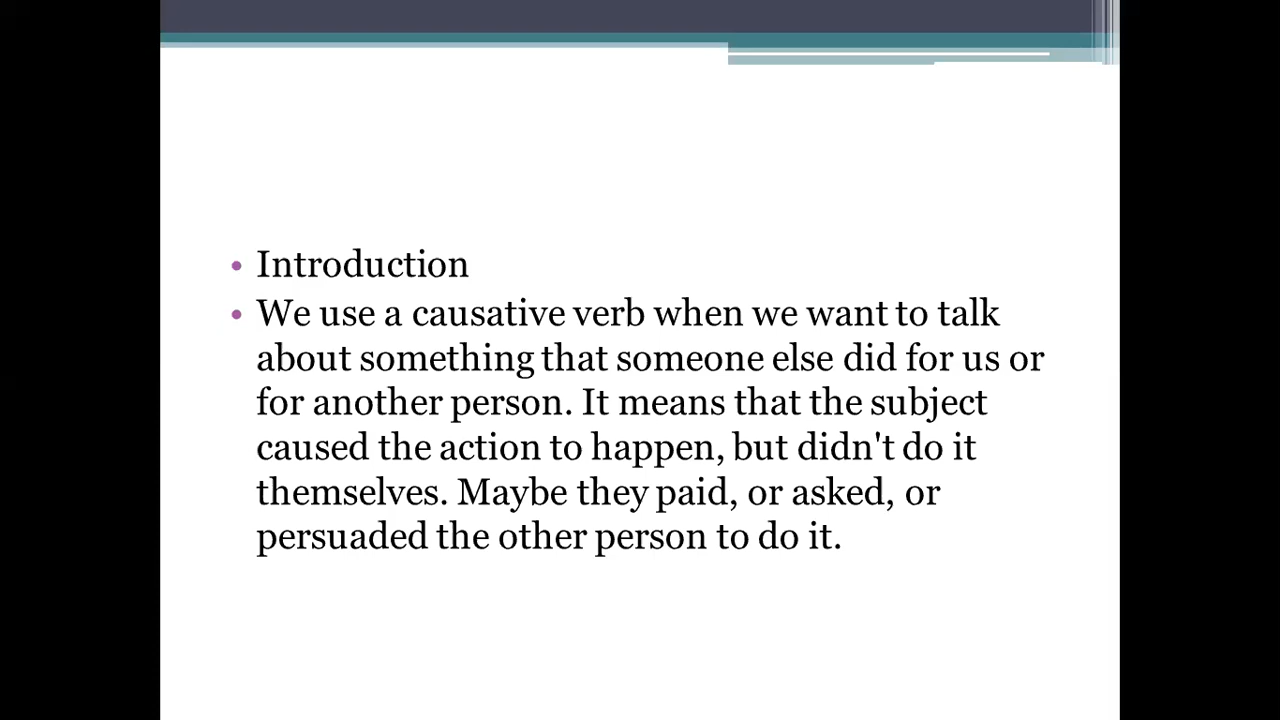 • Introduction
• We use a causative verb when we want to talk
about something that someone else did for us or
for another person. It means that the subject
caused the action to happen, but didn't do it
themselves. Maybe they paid, or asked, or
persuaded the other person to do it.